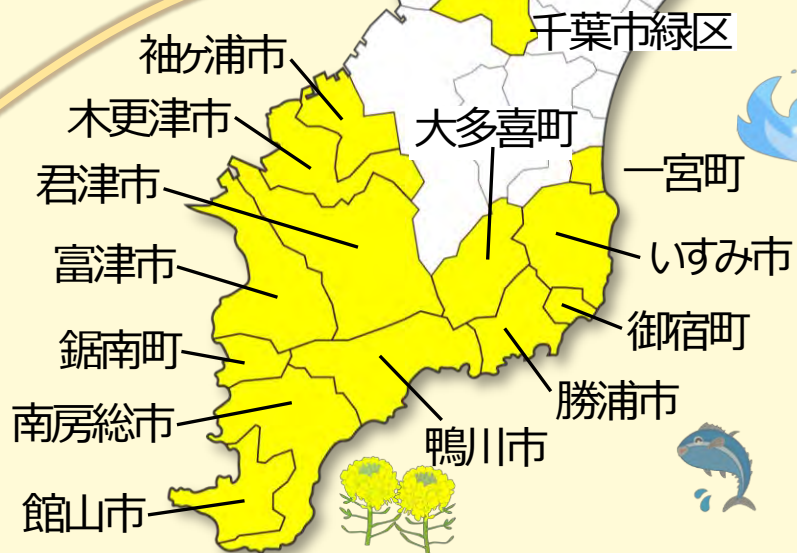 千葉市緑区
袖ケ浦市
木更津市
大多喜町
君津市
一宮町
富津市
いすみ市
鋸南町
御宿町
南房総市
勝浦市
鴨川市
館山市